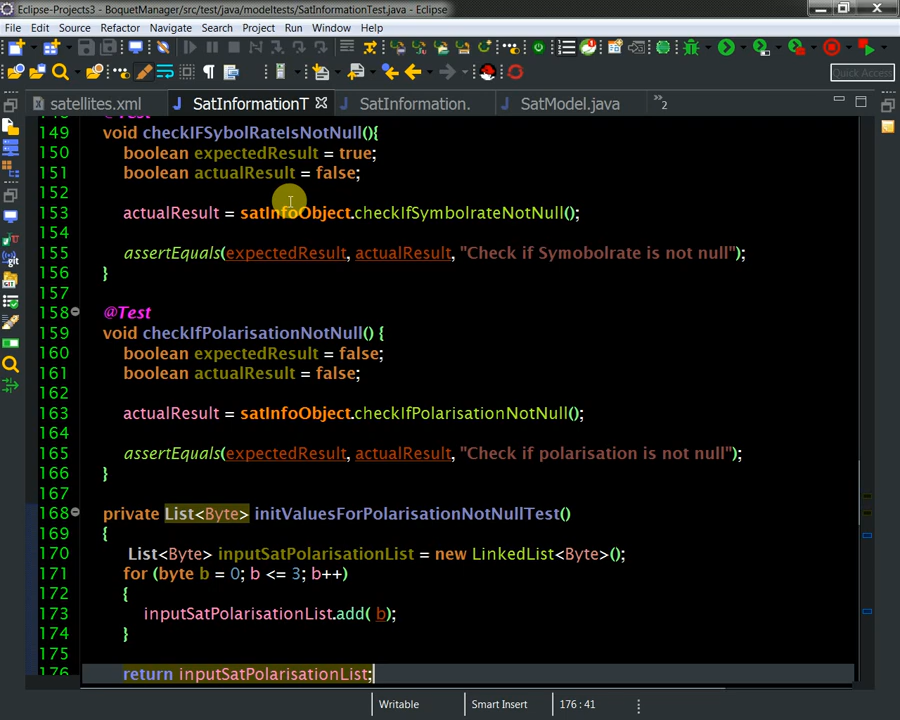 Eclipse-Projects3 - BoquetManager/src/test/java/modeltests/SatInformationTest.java - Eclipse
File Edit Source Refactor Navigate Search Project Run Window Help
Quick Access
satellites.xml SatInformationT SatInformation. SatModel.java »2
149 void checkIFSybolRateIsNotNull(){
150 boolean expectedResult = true;
151 boolean actualResult = false;
152
153 actualResult = satInfoObject.checkIfSymbolrateNotNull();
154
155 assertEquals(expectedResult, actualResult, "Check if Symobolrate is not null");
156 }
157
158 @Test
159 void checkIfPolarisationNotNull() {
160 boolean expectedResult = false;
161 boolean actualResult = false;
162
163 actualResult = satInfoObject.checkIfPolarisationNotNull();
164
165 assertEquals(expectedResult, actualResult, "Check if polarisation is not null");
166 }
167
168 private List<Byte> initValuesForPolarisationNotNullTest()
169 {
170 List<Byte> inputSatPolarisationList = new LinkedList<Byte>();
171 for (byte b = 0; b <= 3; b++)
172 {
173 inputSatPolarisationList.add( b);
174 }
175
176 return inputSatPolarisationList;
Writable Smart Insert 176 : 41